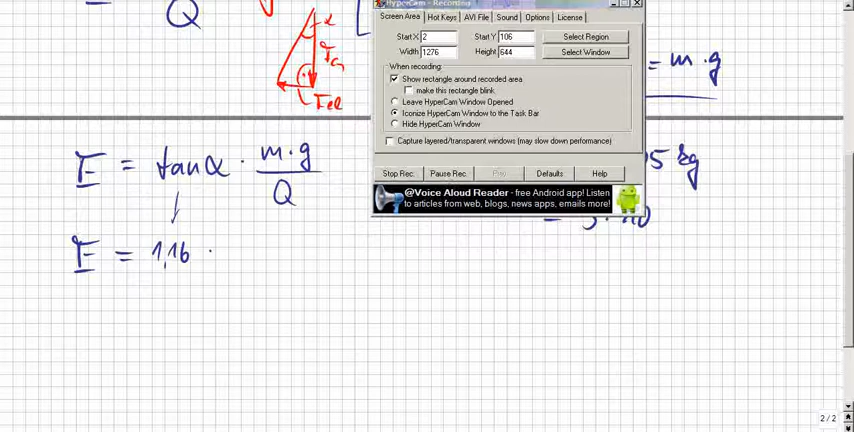 Q
α
F_G
F_el
= m·g
HyperCam - Recording
Screen Area Hot Keys AVI File Sound Options License
Start X 2 Start Y 106 Select Region
Width 1276 Height 644 Select Window
When recording:
Show rectangle around recorded area
make this rectangle blink
Leave HyperCam Window Opened
Iconize HyperCam Window to the Task Bar
Hide HyperCam Window
Capture layered/transparent windows (may slow down performance)
Stop Rec. Pause Rec. Play Defaults Help
@Voice Aloud Reader - free Android app! Listen
to articles from web, blogs, news apps, emails more!
5 kg
E = tanα · m·g / Q
E = 1,16 ·
2/2